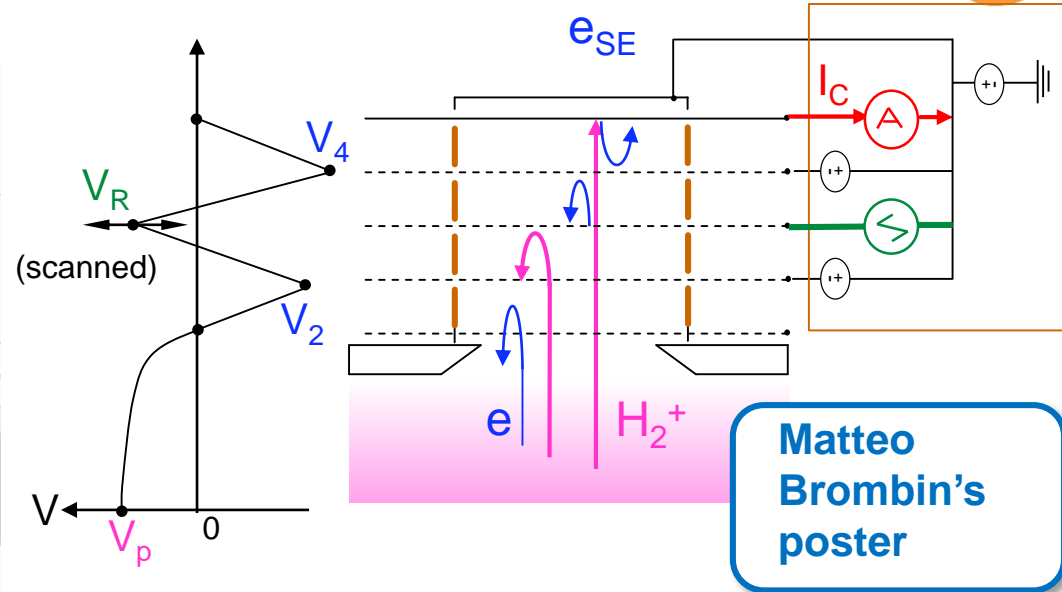 e_SE
I_C
A
V_4
V_R
(scanned)
V_2
e
H_2^+
V
0
V_p
Matteo
Brombin’s
poster